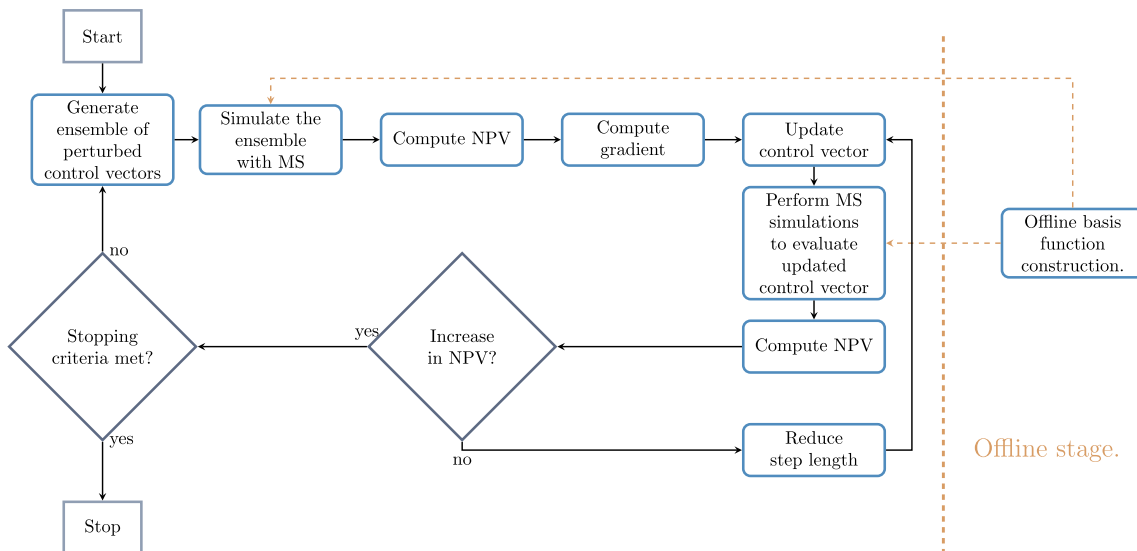 Start
Generate
ensemble of
perturbed
control vectors
Simulate the
ensemble
with MS
Compute NPV
Compute
gradient
Update
control vector
Perform MS
simulations
to evaluate
updated
control vector
Offline basis
function
construction.
no
Stopping
criteria met?
yes
Increase
in NPV?
Compute NPV
yes
no
Reduce
step length
Offline stage.
Stop